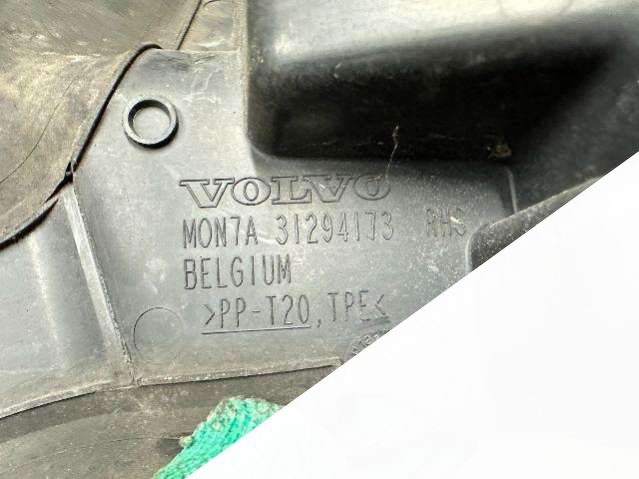 VOLVO
MON7A 31294173 RHS
BELGIUM
>PP-T20,TPE<